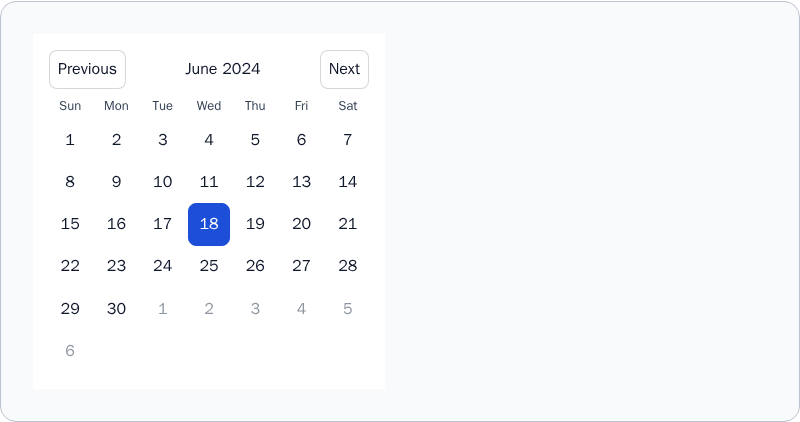 Previous June 2024 Next
Sun Mon Tue Wed Thu Fri Sat
1 2 3 4 5 6 7
8 9 10 11 12 13 14
15 16 17 18 19 20 21
22 23 24 25 26 27 28
29 30 1 2 3 4 5
6